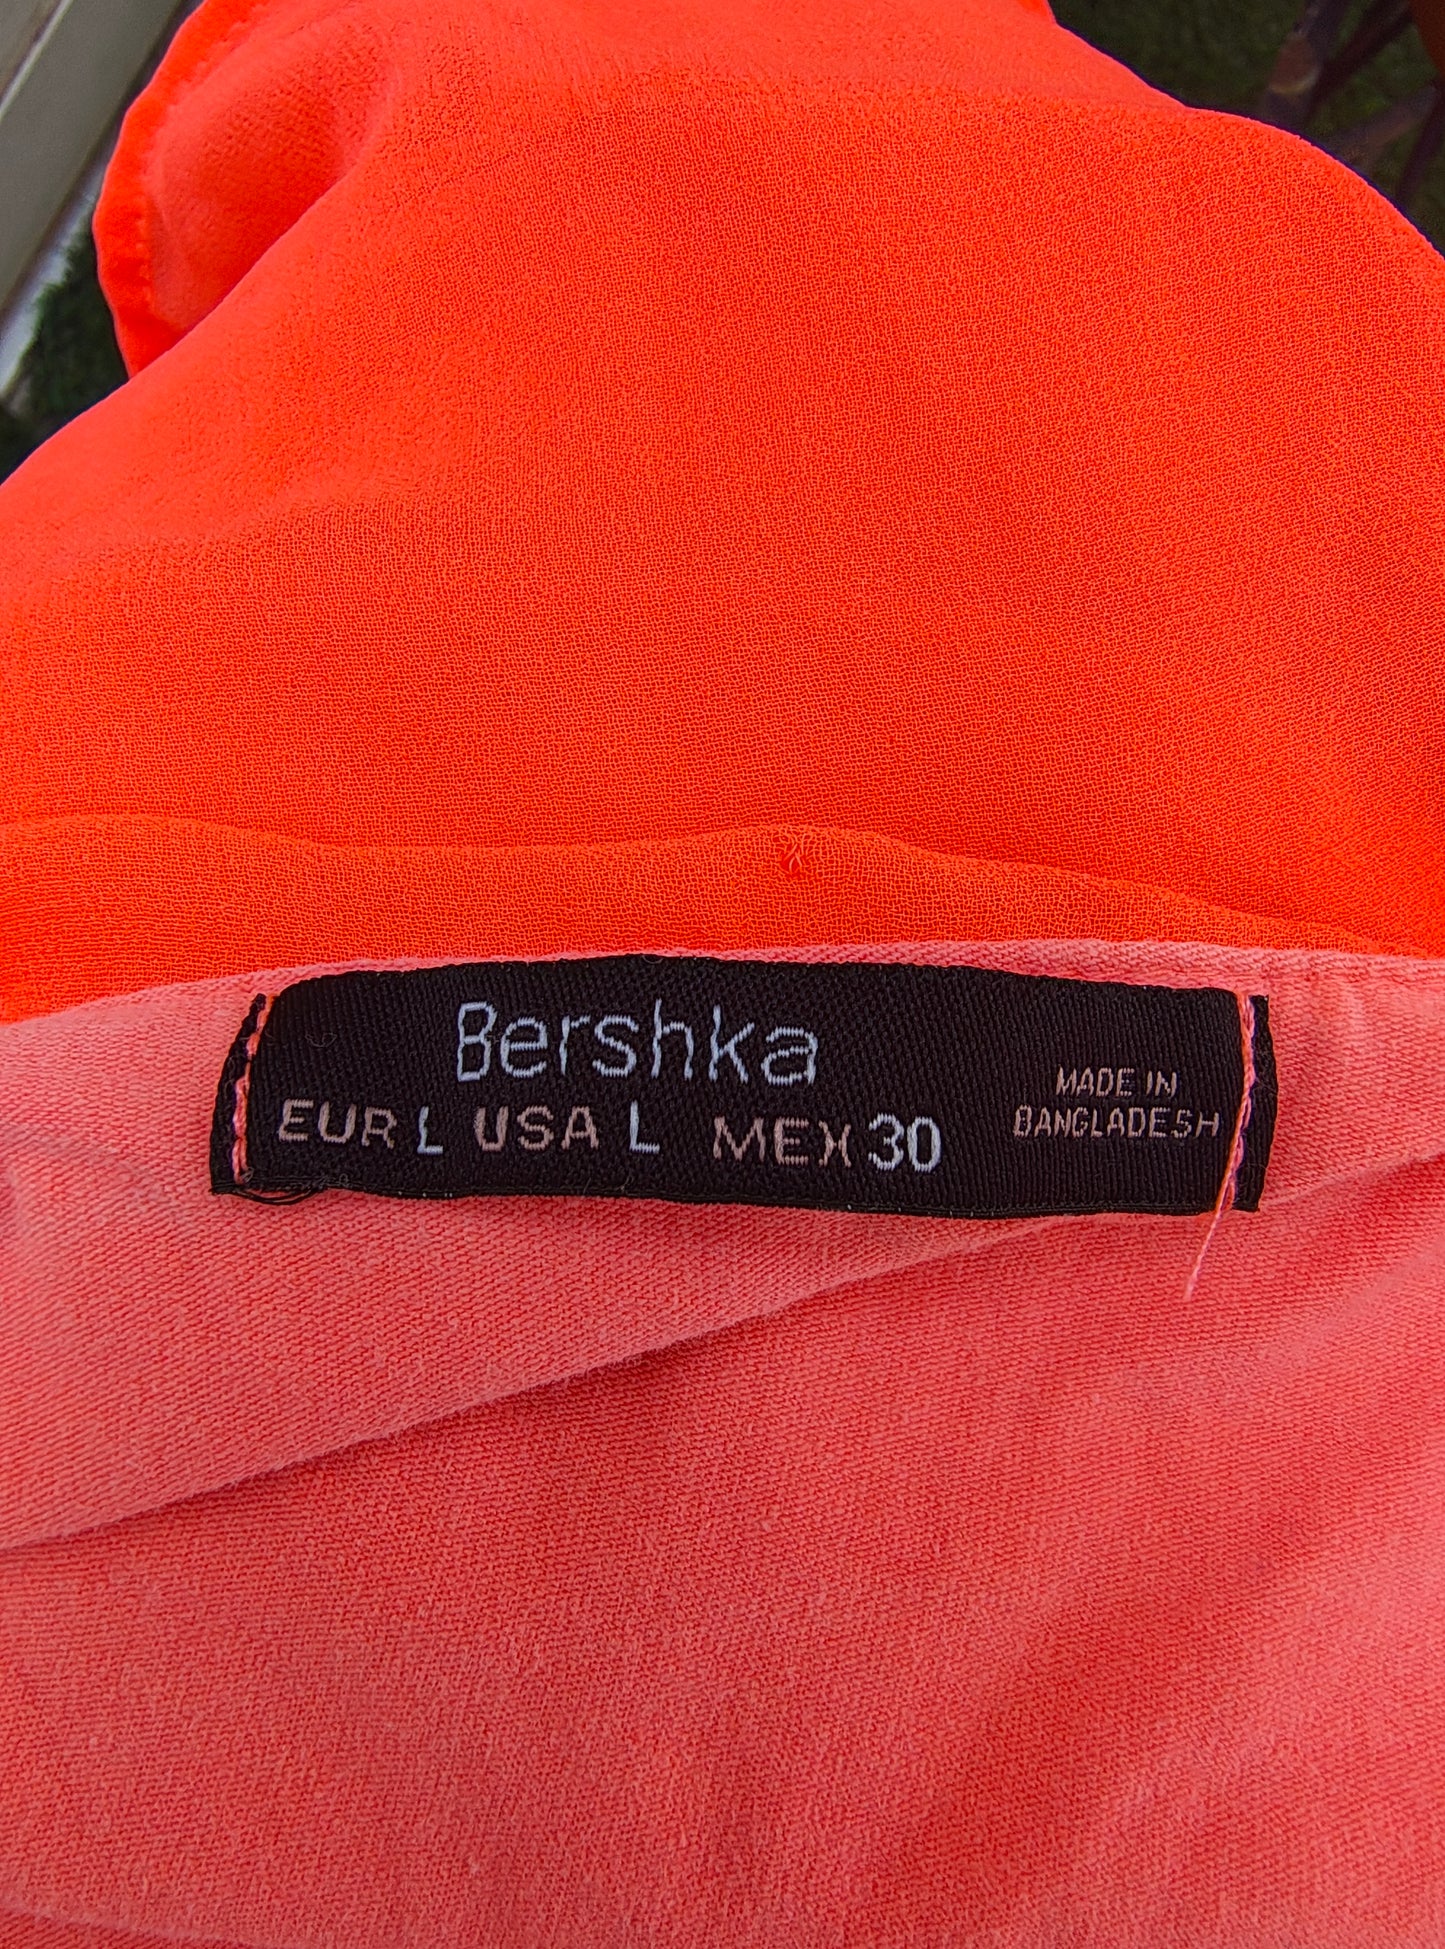 Bershka
EUR L USA L MEX 30
MADE IN
BANGLADESH